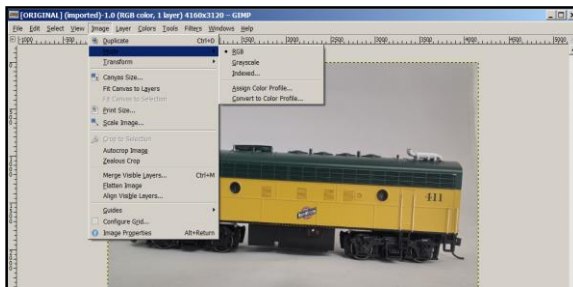 [ORIGINAL] (imported)-1.0 (RGB color, 1 layer) 4160x3120 – GIMP
File Edit Select View Image Layer Colors Tools Filters Windows Help
Duplicate Ctrl+D
Mode
Transform
Canvas Size...
Fit Canvas to Layers
Fit Canvas to Selection
Print Size...
Scale Image...
Crop to Selection
Autocrop Image
Zealous Crop
Merge Visible Layers... Ctrl+M
Flatten Image
Align Visible Layers...
Guides
Configure Grid...
Image Properties Alt+Return
RGB
Grayscale
Indexed...
Assign Color Profile...
Convert to Color Profile...
411